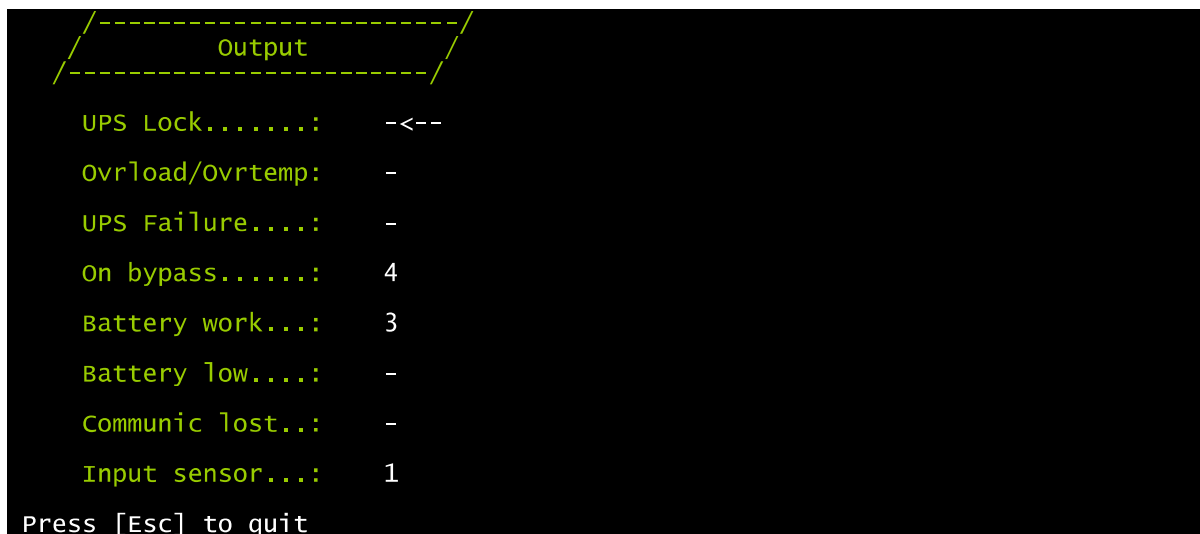 /------------------------/
/ Output /
/------------------------/
UPS Lock.......: -<--
Ovrload/Ovrtemp: -
UPS Failure....: -
On bypass......: 4
Battery work...: 3
Battery low....: -
Communic lost..: -
Input sensor...: 1
Press [Esc] to quit